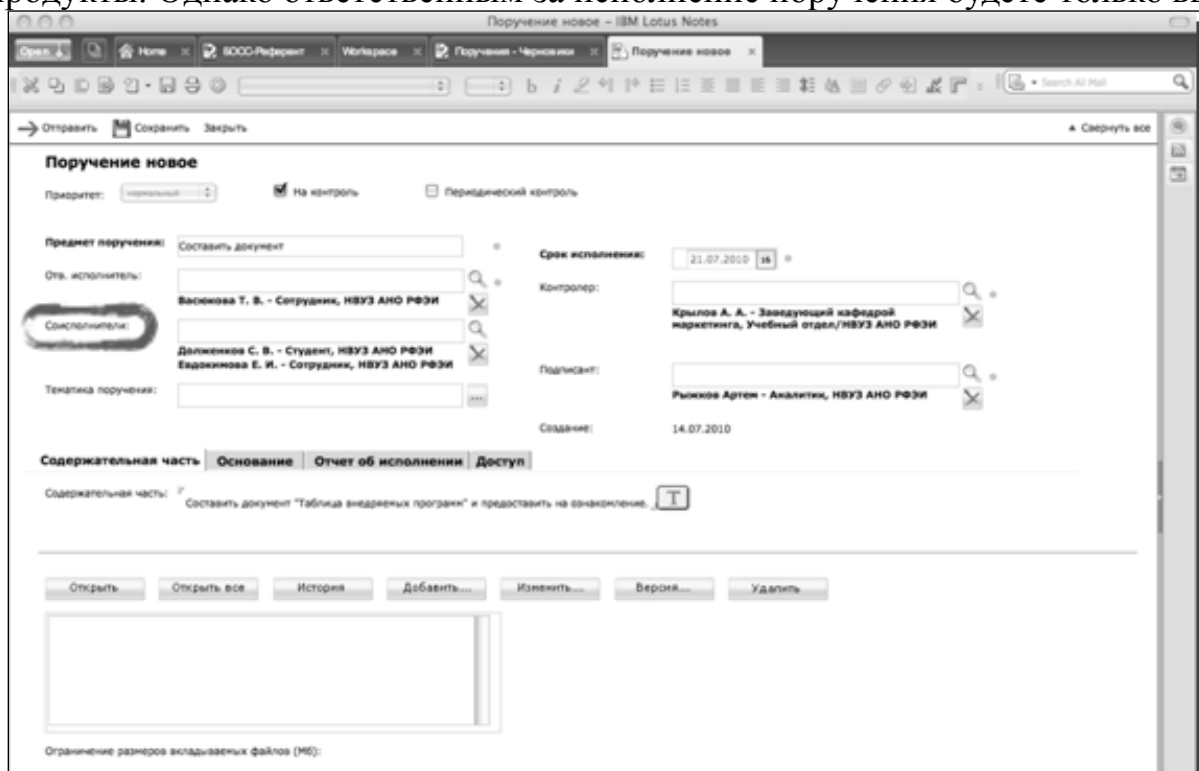 продукты. Однако ответственным за исполнение поручения будете только вы
Поручение новое – IBM Lotus Notes
Open Home БОСС-Референт Workspace Поручения - Черновики Поручение новое
Search All Mail
Отправить Сохранить Закрыть Свернуть все
Поручение новое
Приоритет: нормальный На контроль Периодический контроль
Предмет поручения: Составить документ
Срок исполнения: 21.07.2010 16
Отв. исполнитель:
Васюкова Т. В. - Сотрудник, НВУЗ АНО РФЭИ
Контролер:
Крылов А. А. - Заведующий кафедрой
маркетинга, Учебный отдел/НВУЗ АНО РФЭИ
Соисполнители:
Долженков С. В. - Студент, НВУЗ АНО РФЭИ
Евдокимова Е. И. - Сотрудник, НВУЗ АНО РФЭИ
Подписант:
Рыжков Артем - Аналитик, НВУЗ АНО РФЭИ
Тематика поручения:
Создание: 14.07.2010
Содержательная часть Основание Отчет об исполнении Доступ
Содержательная часть: Составить документ "Таблица внедряемых программ" и предоставить на ознакомление. T
Открыть Открыть все История Добавить... Изменить... Версия... Удалить
Ограничение размеров вкладываемых файлов (Мб):